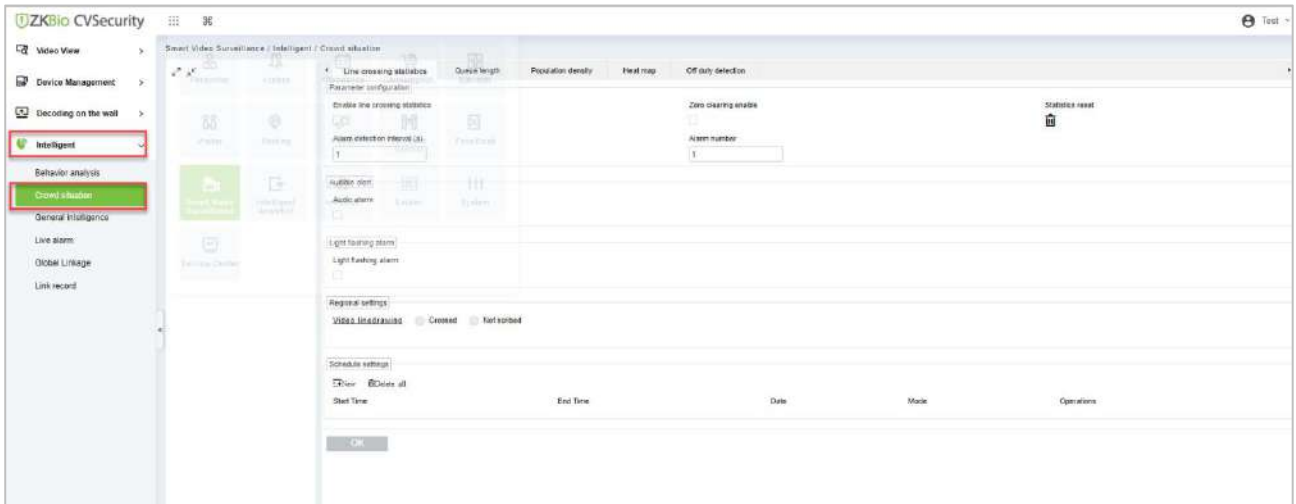 ZKBio CVSecurity
Test
Video View
Device Management
Decoding on the wall
Intelligent
Behavior analysis
Crowd situation
General intelligence
Live alarm
Global Linkage
Link record
Smart Video Surveillance / Intelligent / Crowd situation
Line crossing statistics Queue length Population density Heat map Off duty detection
Parameter configuration
Enable line crossing statistics Zero clearing enable Statistics reset
Alarm detection interval (s) Alarm number
1 1
Audible alert
Audio alarm
Light flashing alarm
Light flashing alarm
Regional settings
Video linedrawing Crossed
Schedule settings
New Delete all
Start Time End Time Date Mode Operations
OK